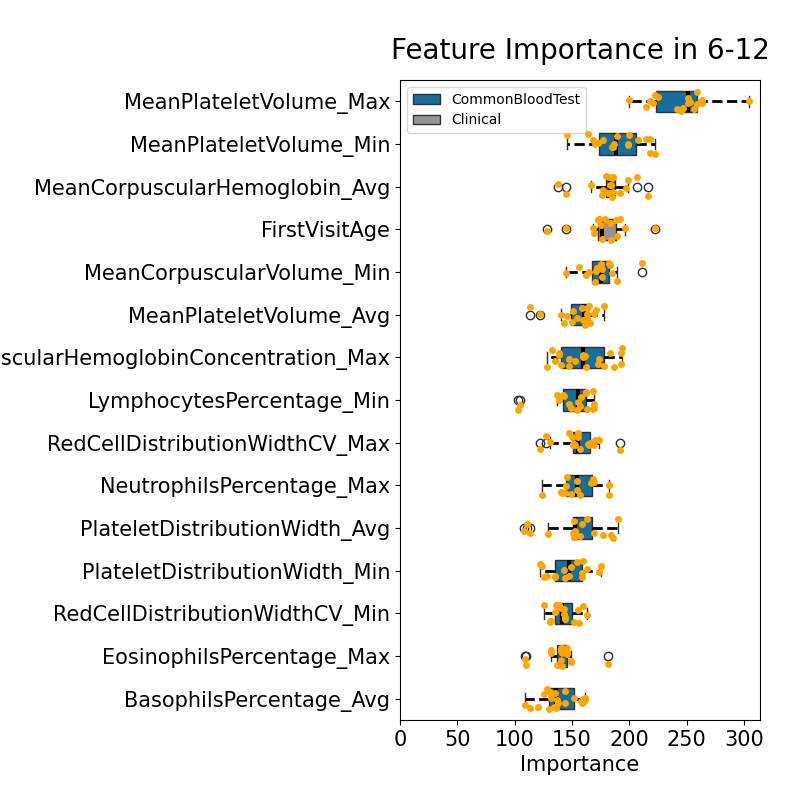 Feature Importance in 6-12
CommonBloodTest
Clinical
MeanPlateletVolume_Max
MeanPlateletVolume_Min
MeanCorpuscularHemoglobin_Avg
FirstVisitAge
MeanCorpuscularVolume_Min
MeanPlateletVolume_Avg
scularHemoglobinConcentration_Max
LymphocytesPercentage_Min
RedCellDistributionWidthCV_Max
NeutrophilsPercentage_Max
PlateletDistributionWidth_Avg
PlateletDistributionWidth_Min
RedCellDistributionWidthCV_Min
EosinophilsPercentage_Max
BasophilsPercentage_Avg
0 50 100 150 200 250 300
Importance